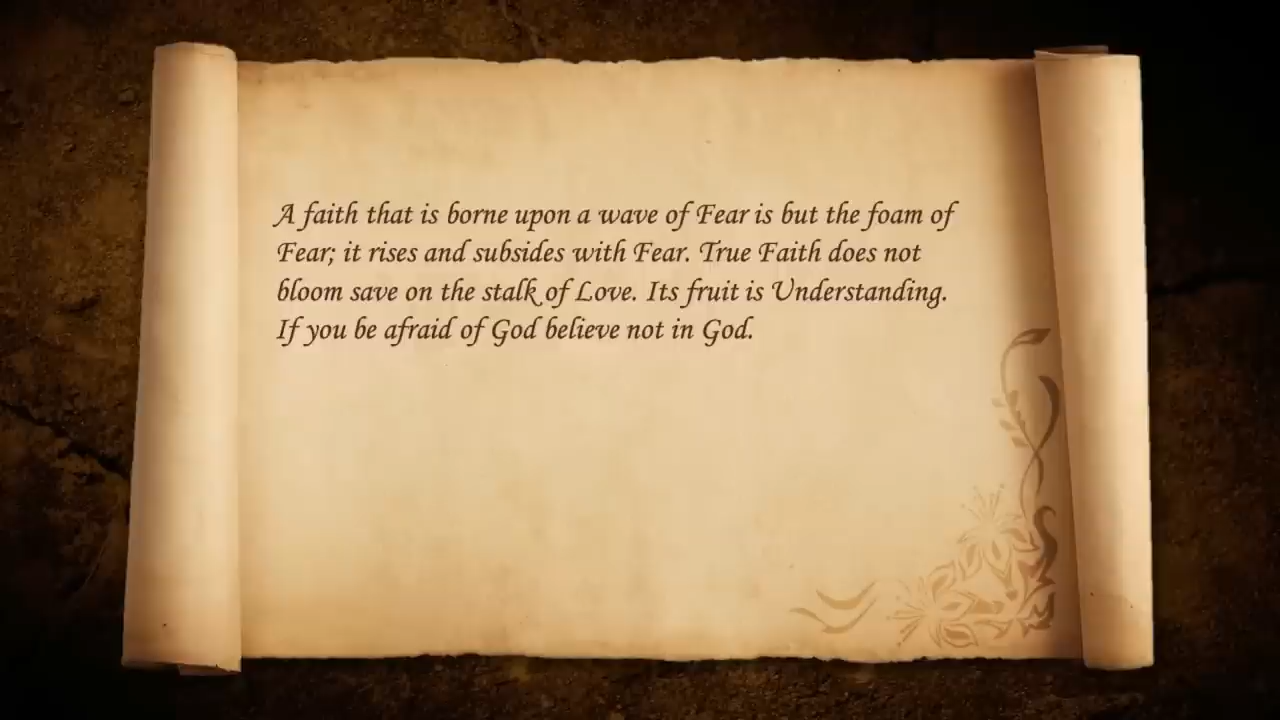 A faith that is borne upon a wave of Fear is but the foam of
Fear; it rises and subsides with Fear. True Faith does not
bloom save on the stalk of Love. Its fruit is Understanding.
If you be afraid of God believe not in God.